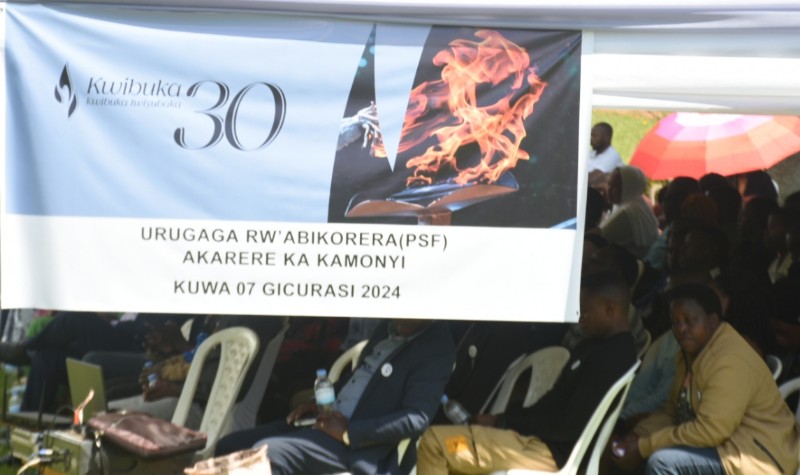 Kwibuka 30
Kwibuka twiyubaka
URUGAGA RW'ABIKORERA(PSF)
AKARERE KA KAMONYI
KUWA 07 GICURASI 2024